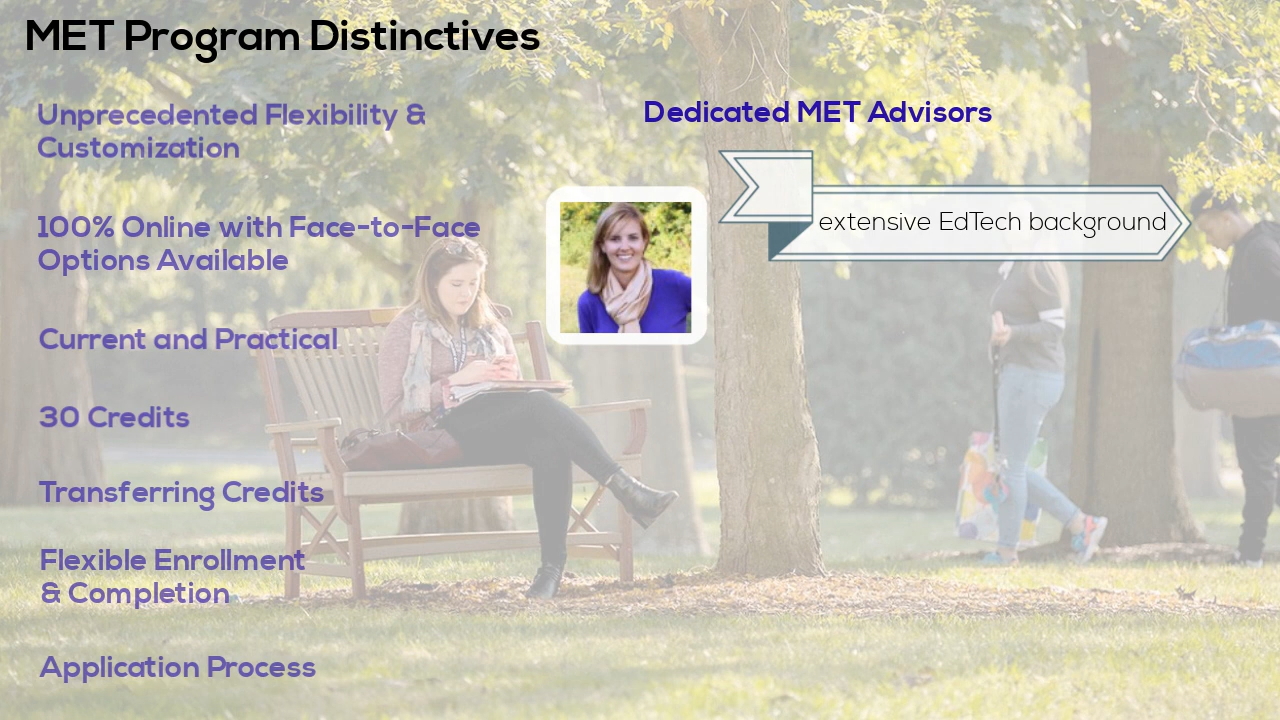 MET Program Distinctives
Unprecedented Flexibility &
Customization
100% Online with Face-to-Face
Options Available
Current and Practical
30 Credits
Transferring Credits
Flexible Enrollment
& Completion
Application Process
Dedicated MET Advisors
extensive EdTech background